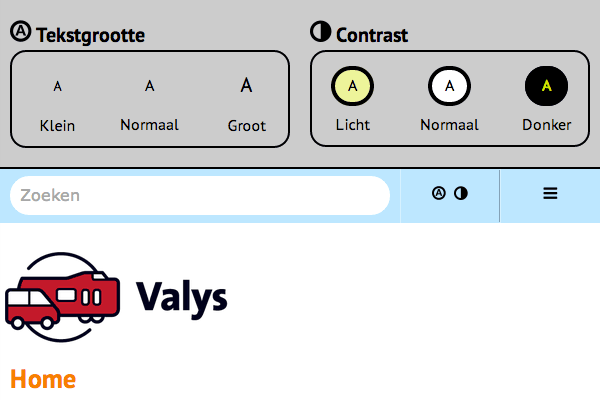 A Tekstgrootte
Contrast
A
A
A
Klein
Normaal
Groot
A
A
A
Licht
Normaal
Donker
Zoeken
A
Valys
Home